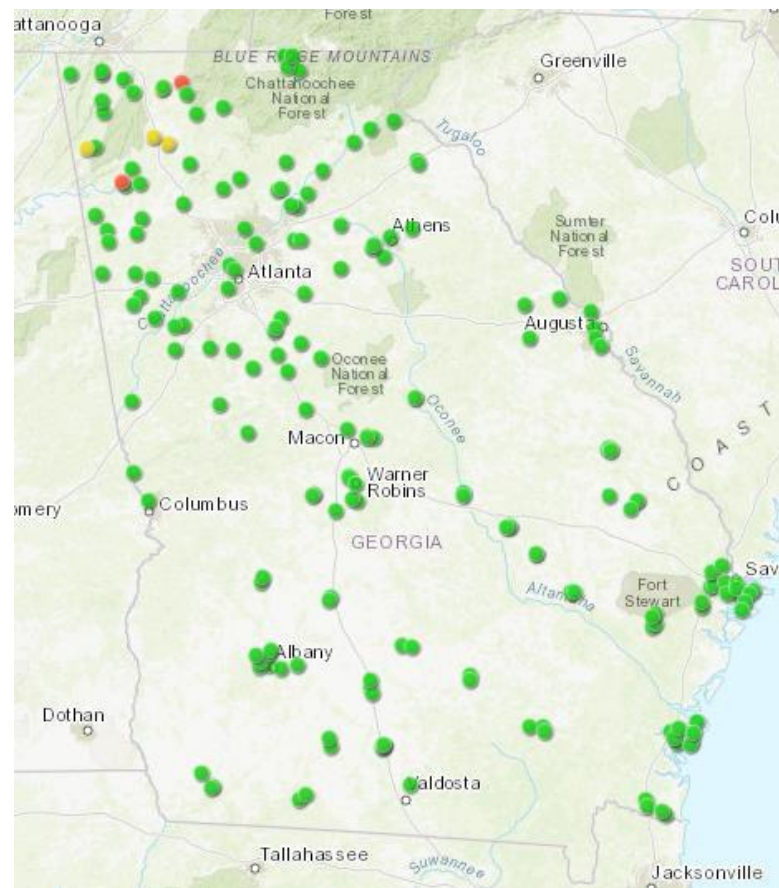 Forest
attanooga
BLUE RIDGE MOUNTAINS
Greenville
Chattahoochee
National
Forest
Tugaloo
Sumter
National
Forest
Athens
Colu
SOUT
CAROL
Atlanta
Chattahoochee
Augusta
Savannah
Oconee
National
Forest
Oconee
COAST
Macon
Warner
Robins
Columbus
omery
GEORGIA
Sav
Fort
Stewart
Altamaha
Albany
Dothan
Valdosta
Tallahassee
Suwannee
Jacksonville